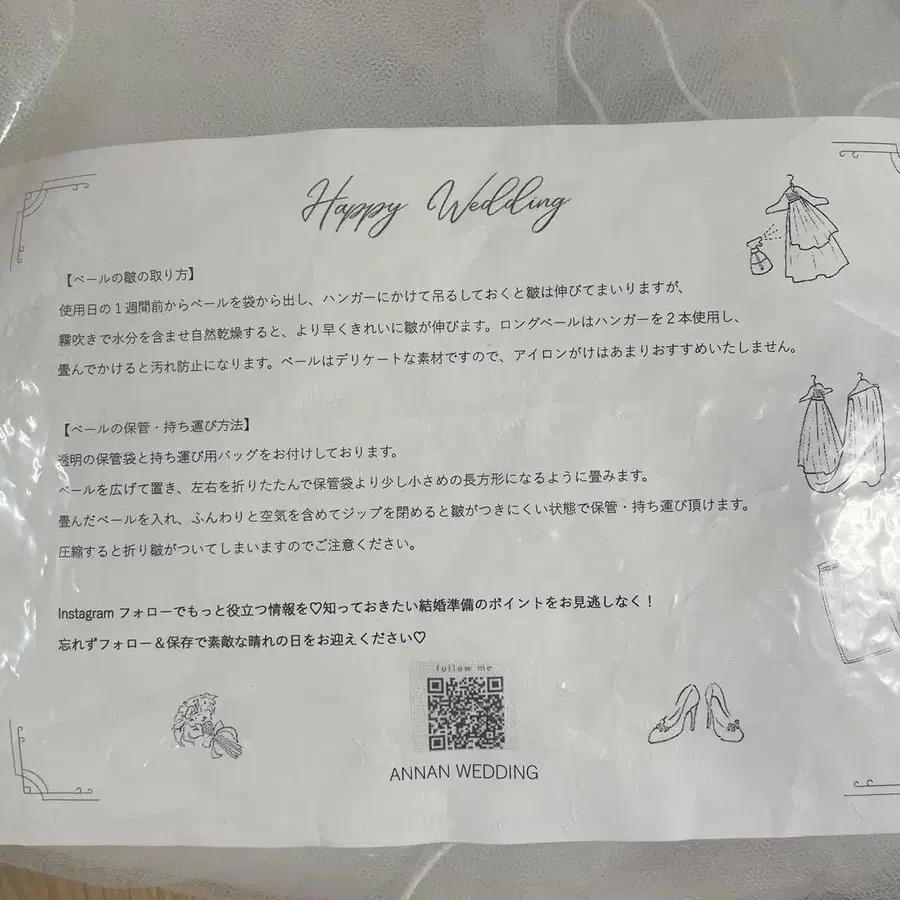 Happy Wedding
【ベールの皺の取り方】
使用日の１週間前からベールを袋から出し、ハンガーにかけて吊るしておくと皺は伸びてまいりますが、
霧吹きで水分を含ませ自然乾燥すると、より早くきれいに皺が伸びます。ロングベールはハンガーを２本使用し、
畳んでかけると汚れ防止になります。ベールはデリケートな素材ですので、アイロンがけはあまりおすすめいたしません。
【ベールの保管・持ち運び方法】
透明の保管袋と持ち運び用バッグをお付けしております。
ベールを広げて置き、左右を折りたたんで保管袋より少し小さめの長方形になるように畳みます。
畳んだベールを入れ、ふんわりと空気を含めてジップを閉めると皺がつきにくい状態で保管・持ち運び頂けます。
圧縮すると折り皺がついてしまいますのでご注意ください。
Instagram フォローでもっと役立つ情報を♡知っておきたい結婚準備のポイントをお見逃しなく！
忘れずフォロー＆保存で素敵な晴れの日をお迎えください♡
follow me
ANNAN WEDDING